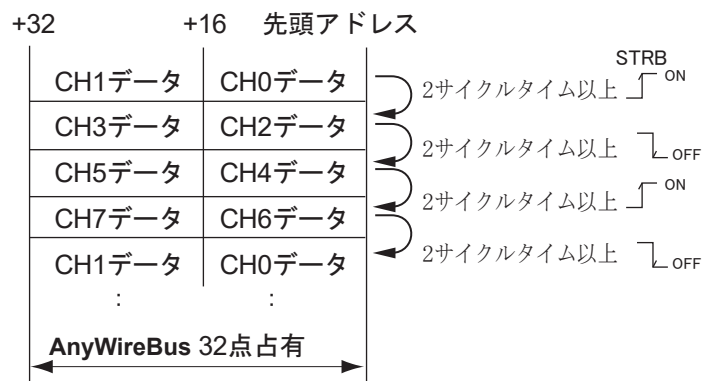 +32 +16 先頭アドレス
STRB
CH1データ CH0データ 2サイクルタイム以上 ON
CH3データ CH2データ 2サイクルタイム以上 OFF
CH5データ CH4データ 2サイクルタイム以上 ON
CH7データ CH6データ 2サイクルタイム以上 OFF
CH1データ CH0データ
: :
AnyWireBus 32点占有